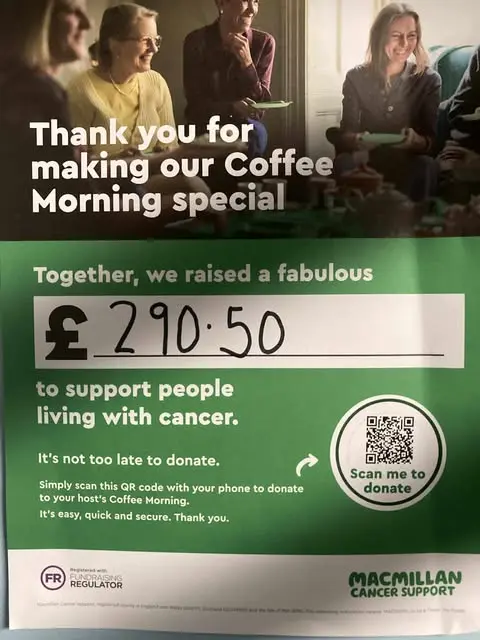 Thank you for
making our Coffee
Morning special
Together, we raised a fabulous
£ 290.50
to support people
living with cancer.
It's not too late to donate.
Simply scan this QR code with your phone to donate
to your host's Coffee Morning.
It's easy, quick and secure. Thank you.
Scan me to
donate
FR
Registered with
FUNDRAISING
REGULATOR
MACMILLAN
CANCER SUPPORT